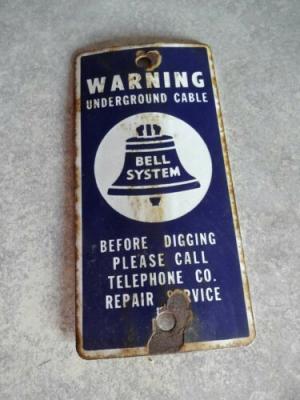 WARNING
UNDERGROUND CABLE
BELL
SYSTEM
BEFORE DIGGING
PLEASE CALL
TELEPHONE CO.
REPAIR SERVICE